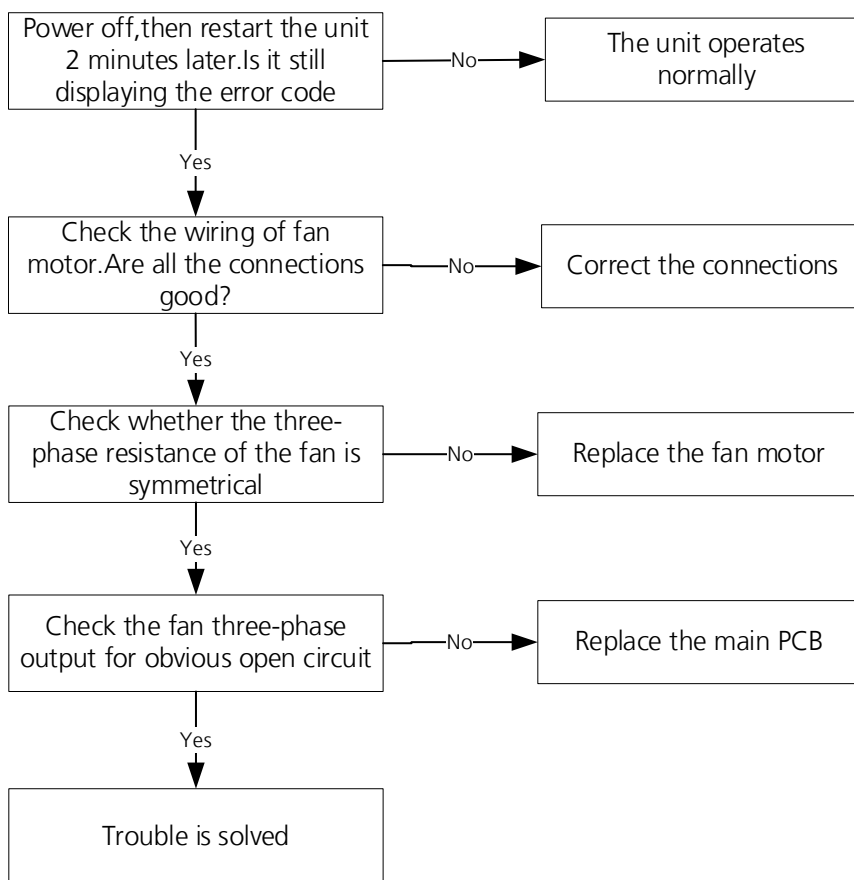 Power off,then restart the unit
2 minutes later.Is it still
displaying the error code
No
The unit operates
normally
Yes
Check the wiring of fan
motor.Are all the connections
good?
No
Correct the connections
Yes
Check whether the three-
phase resistance of the fan is
symmetrical
No
Replace the fan motor
Yes
Check the fan three-phase
output for obvious open circuit
No
Replace the main PCB
Yes
Trouble is solved